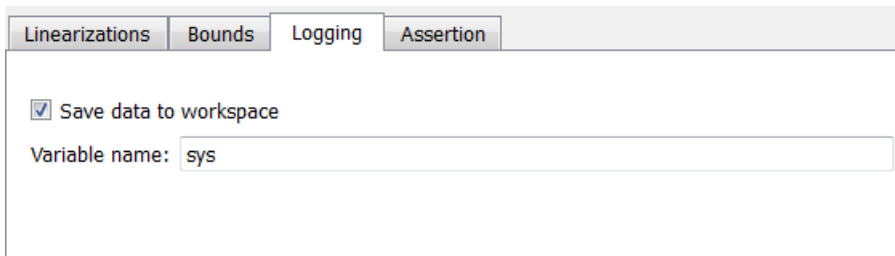 Linearizations Bounds Logging Assertion
Save data to workspace
Variable name: sys